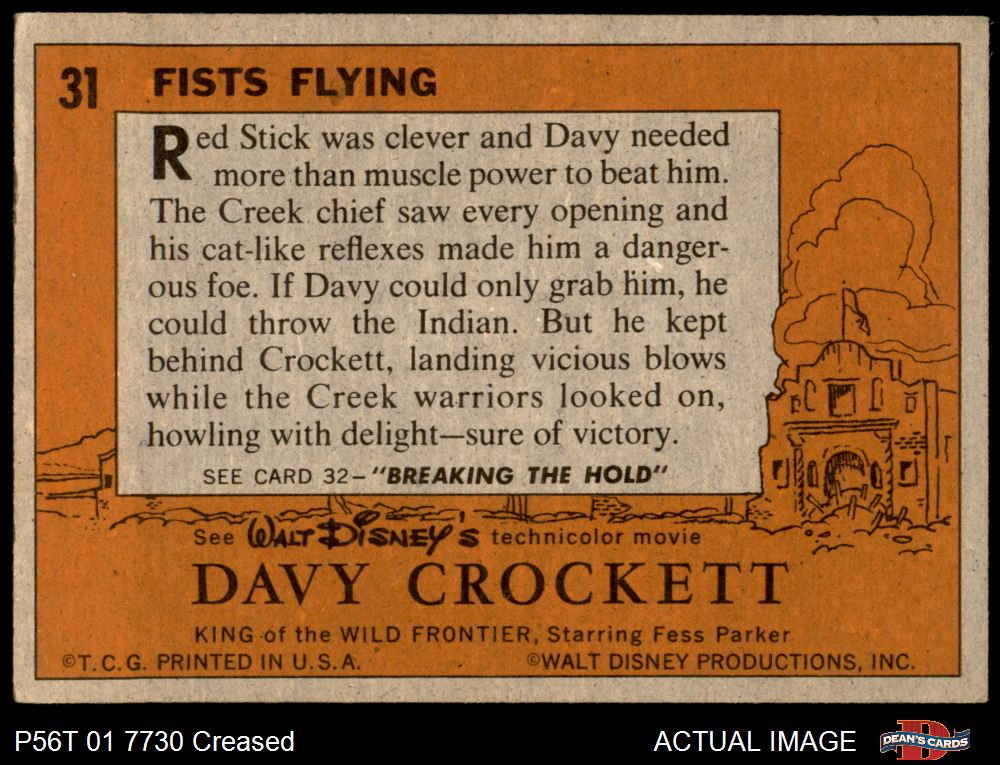 31 FISTS FLYING
Red Stick was clever and Davy needed
more than muscle power to beat him.
The Creek chief saw every opening and
his cat-like reflexes made him a danger-
ous foe. If Davy could only grab him, he
could throw the Indian. But he kept
behind Crockett, landing vicious blows
while the Creek warriors looked on,
howling with delight—sure of victory.
SEE CARD 32—"BREAKING THE HOLD"
See WALT DISNEY'S technicolor movie
DAVY CROCKETT
KING of the WILD FRONTIER, Starring Fess Parker
©T.C.G. PRINTED IN U.S.A. ©WALT DISNEY PRODUCTIONS, INC.
P56T 01 7730 Creased ACTUAL IMAGE DEAN'S CARDS